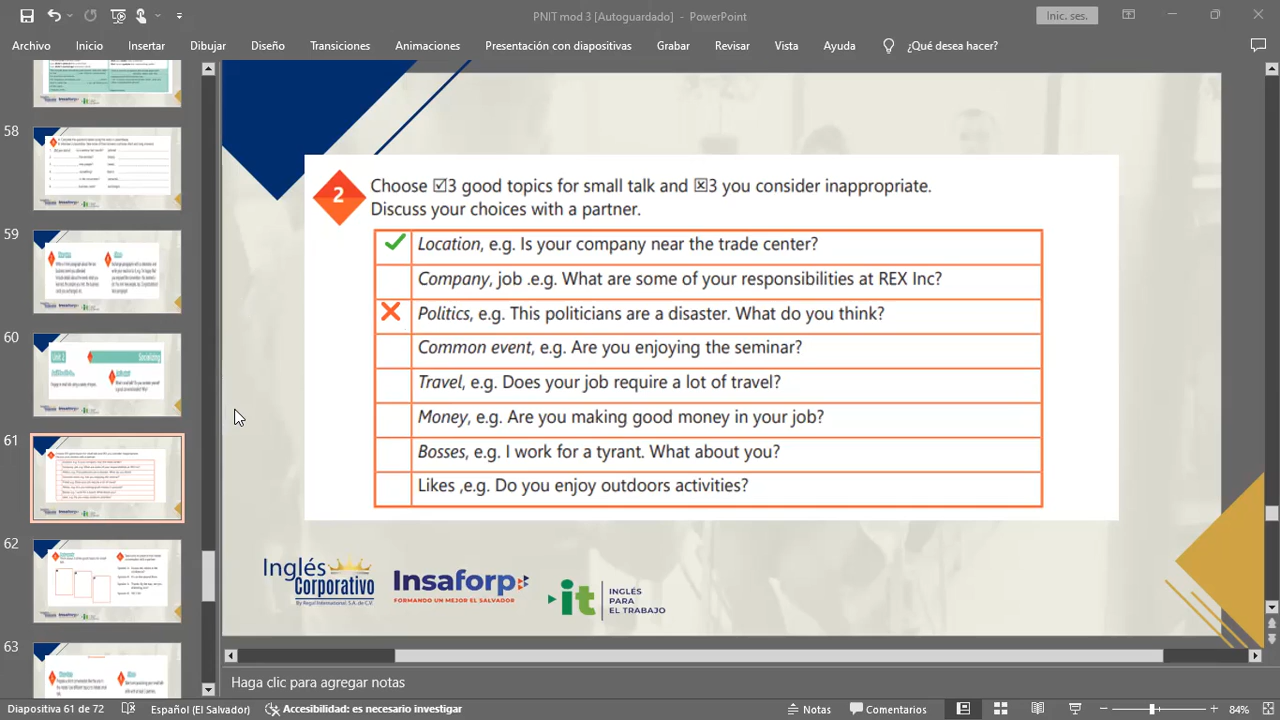 PNIT mod 3 [Autoguardado] - PowerPoint
Inic. ses.
Archivo Inicio Insertar Dibujar Diseño Transiciones Animaciones Presentación con diapositivas Grabar Revisar Vista Ayuda ¿Qué desea hacer?
58
59
60
Unit 2 Socializing
61
62
63
2
Choose ☑3 good topics for small talk and ☒3 you consider inappropriate.
Discuss your choices with a partner.
Location, e.g. Is your company near the trade center?
Company, job e.g. What are some of your responsibilities at REX Inc?
Politics, e.g. This politicians are a disaster. What do you think?
Common event, e.g. Are you enjoying the seminar?
Travel, e.g. Does your job require a lot of travel?
Money, e.g. Are you making good money in your job?
Bosses, e.g. I work for a tyrant. What about you?
Likes ,e.g. Do you enjoy outdoors activities?
Inglés
Corporativo
By Regal International, S.A. de C.V.
insaforp
FORMANDO UN MEJOR EL SALVADOR
it
INGLÉS
PARA
EL TRABAJO
Haga clic para agregar notas
Diapositiva 61 de 72 Español (El Salvador) Accesibilidad: es necesario investigar Notas Comentarios 84%